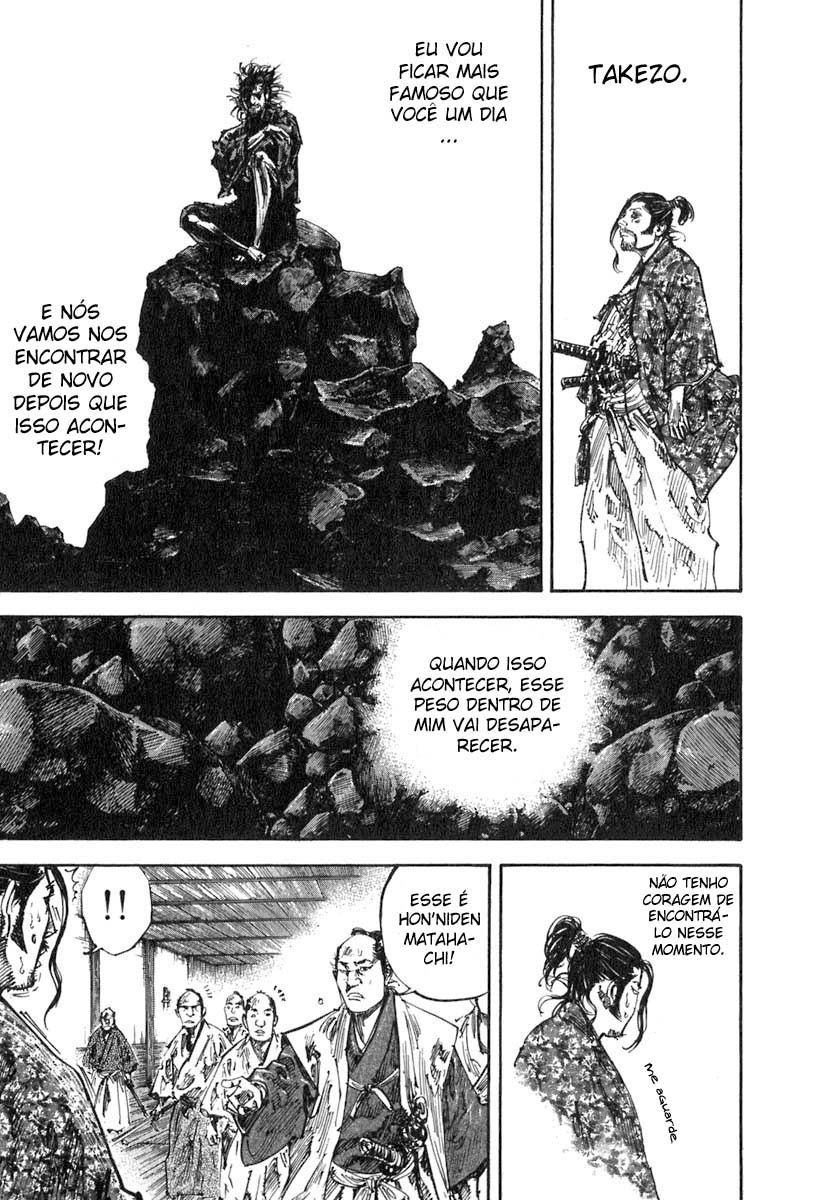 TAKEZO.
EU VOU
FICAR MAIS
FAMOSO QUE
VOCÊ UM DIA
...
E NÓS
VAMOS NOS
ENCONTRAR
DE NOVO
DEPOIS QUE
ISSO ACON-
TECER!
QUANDO ISSO
ACONTECER, ESSE
PESO DENTRO DE
MIM VAI DESAPA-
RECER.
NÃO TENHO
CORAGEM DE
ENCONTRÁ-
LO NESSE
MOMENTO.
Me aguarde
ESSE É
HON'NIDEN
MATAHA-
CHI!
!!